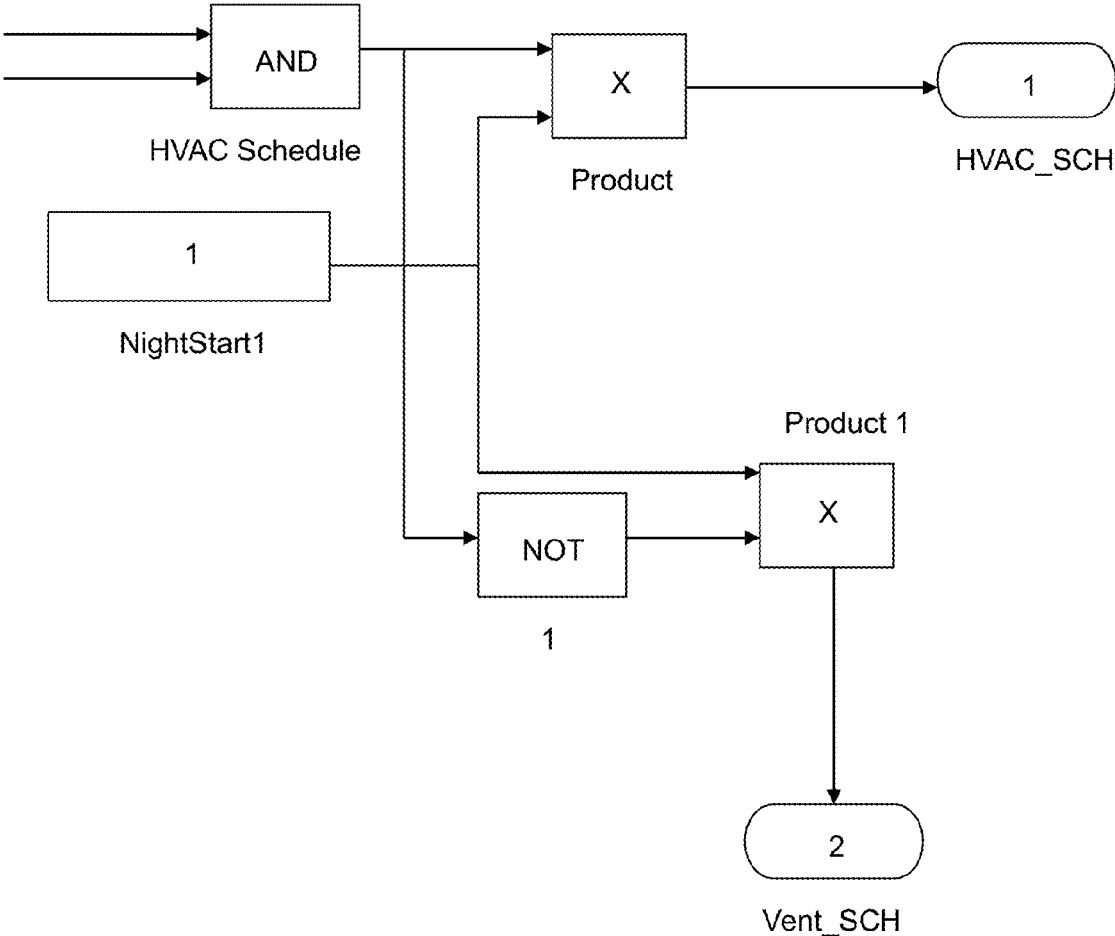 AND
X
1
HVAC Schedule
Product
HVAC_SCH
1
NightStart1
Product 1
X
NOT
1
2
Vent_SCH